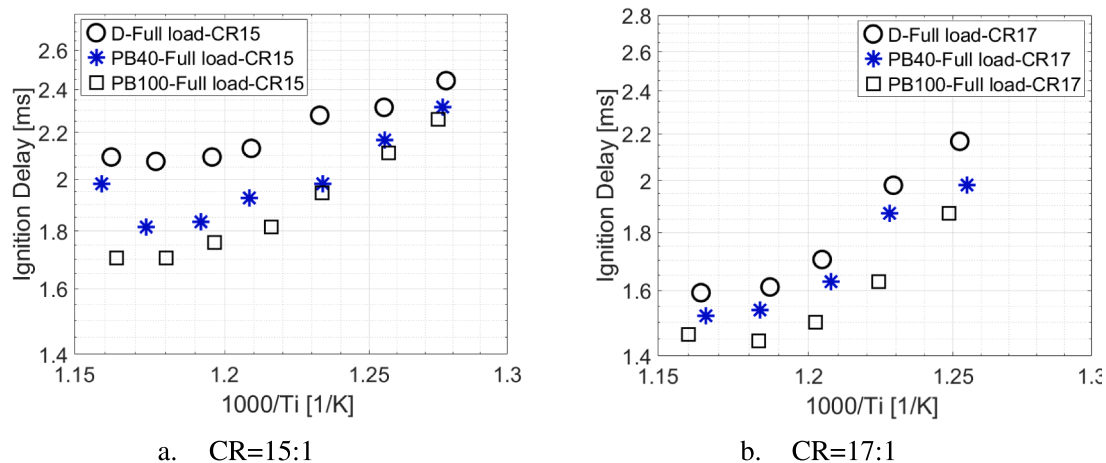 D-Full load-CR15
PB40-Full load-CR15
PB100-Full load-CR15
Ignition Delay [ms]
2.6
2.4
2.2
2
1.8
1.6
1.4
1.15
1.2
1.25
1.3
1000/Ti [1/K]
a. CR=15:1
D-Full load-CR17
PB40-Full load-CR17
PB100-Full load-CR17
Ignition Delay [ms]
2.8
2.6
2.4
2.2
2
1.8
1.6
1.4
1.15
1.2
1.25
1.3
1000/Ti [1/K]
b. CR=17:1